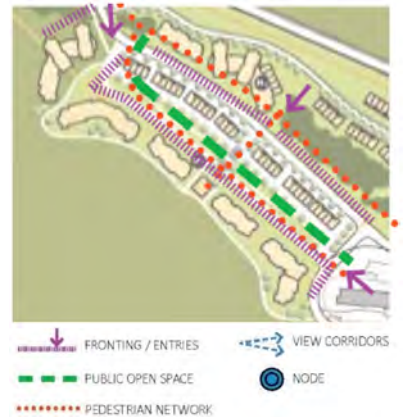 FRONTING / ENTRIES
VIEW CORRIDORS
PUBLIC OPEN SPACE
NODE
PEDESTRIAN NETWORK